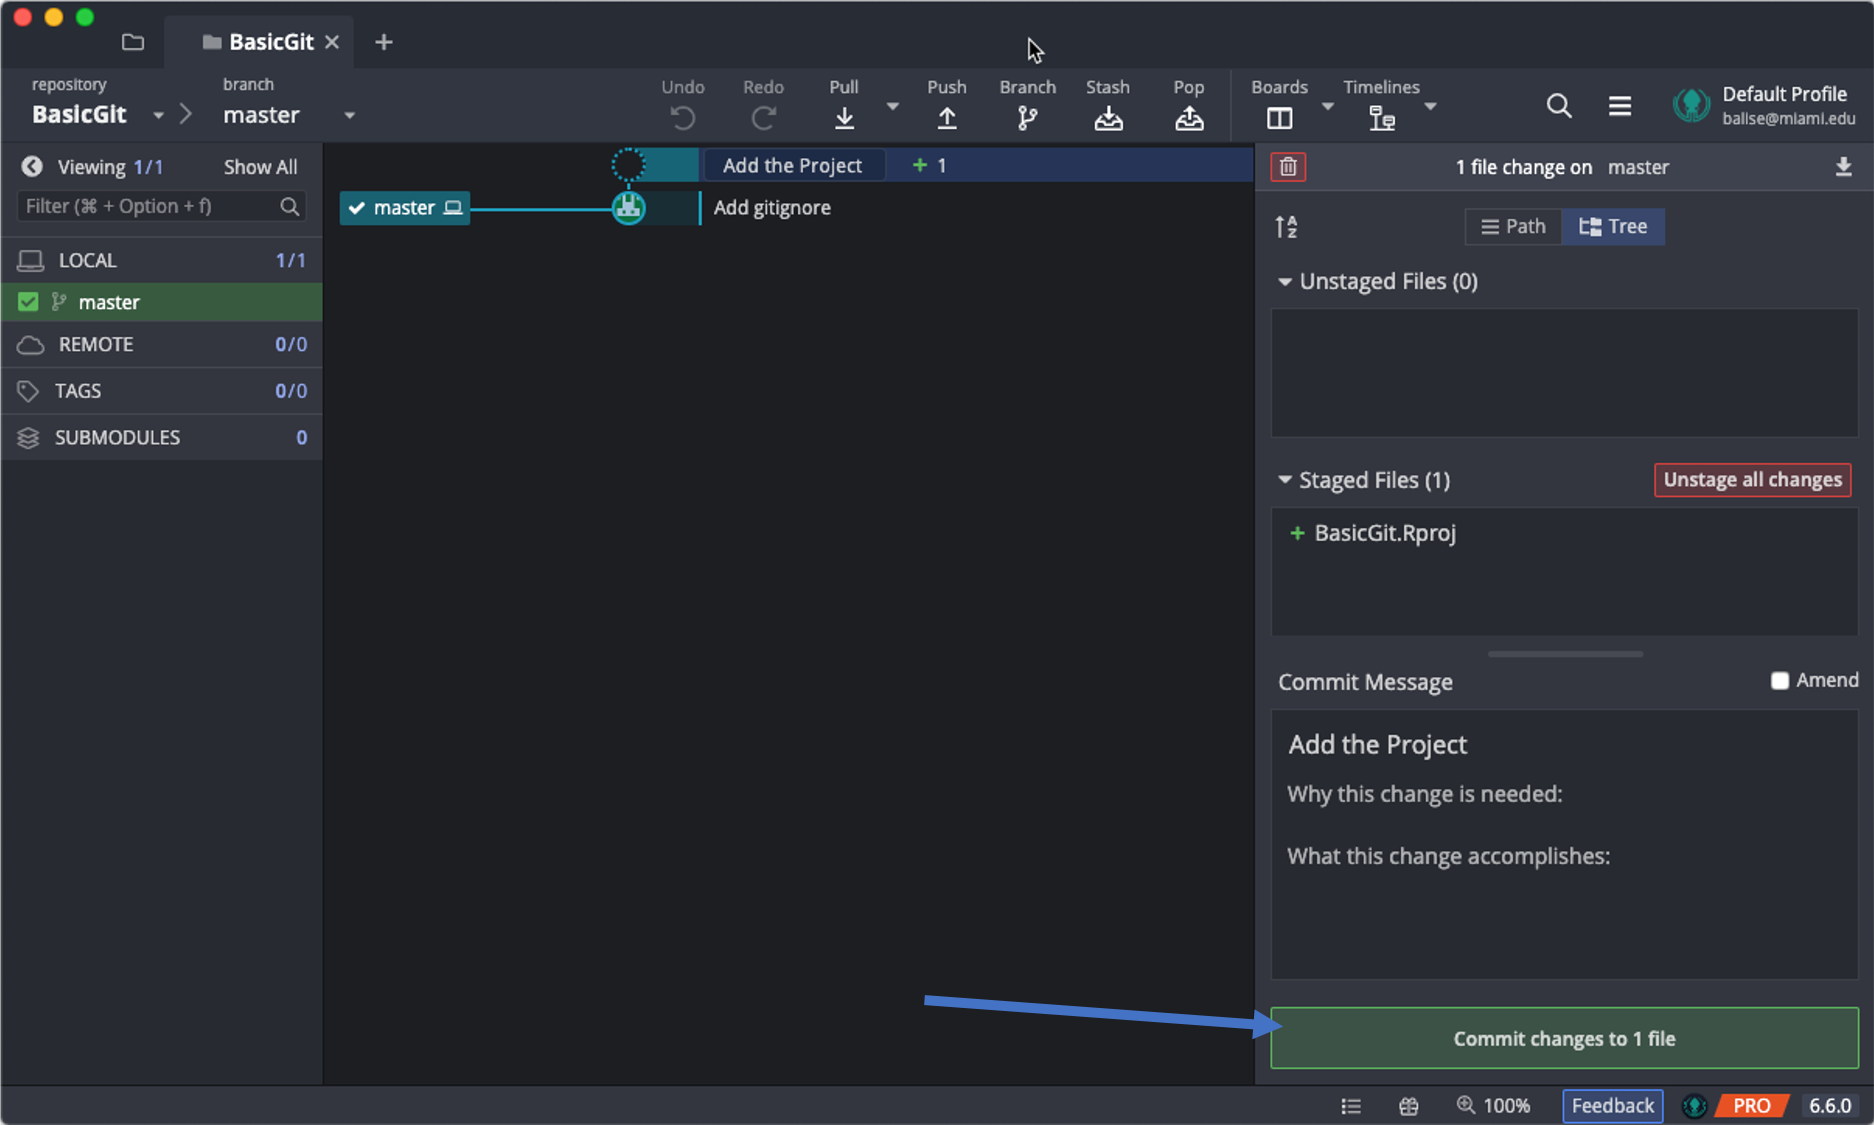 BasicGit
repository
BasicGit
branch
master
Undo
Redo
Pull
Push
Branch
Stash
Pop
Boards
Timelines
Default Profile
balise@miami.edu
Viewing 1/1
Show All
Filter (⌘ + Option + f)
LOCAL 1/1
master
REMOTE 0/0
TAGS 0/0
SUBMODULES 0
Add the Project + 1
master Add gitignore
1 file change on master
A
Z
Path
Tree
Unstaged Files (0)
Staged Files (1)
Unstage all changes
+ BasicGit.Rproj
Commit Message
Amend
Add the Project
Why this change is needed:
What this change accomplishes:
Commit changes to 1 file
100%
Feedback
PRO
6.6.0